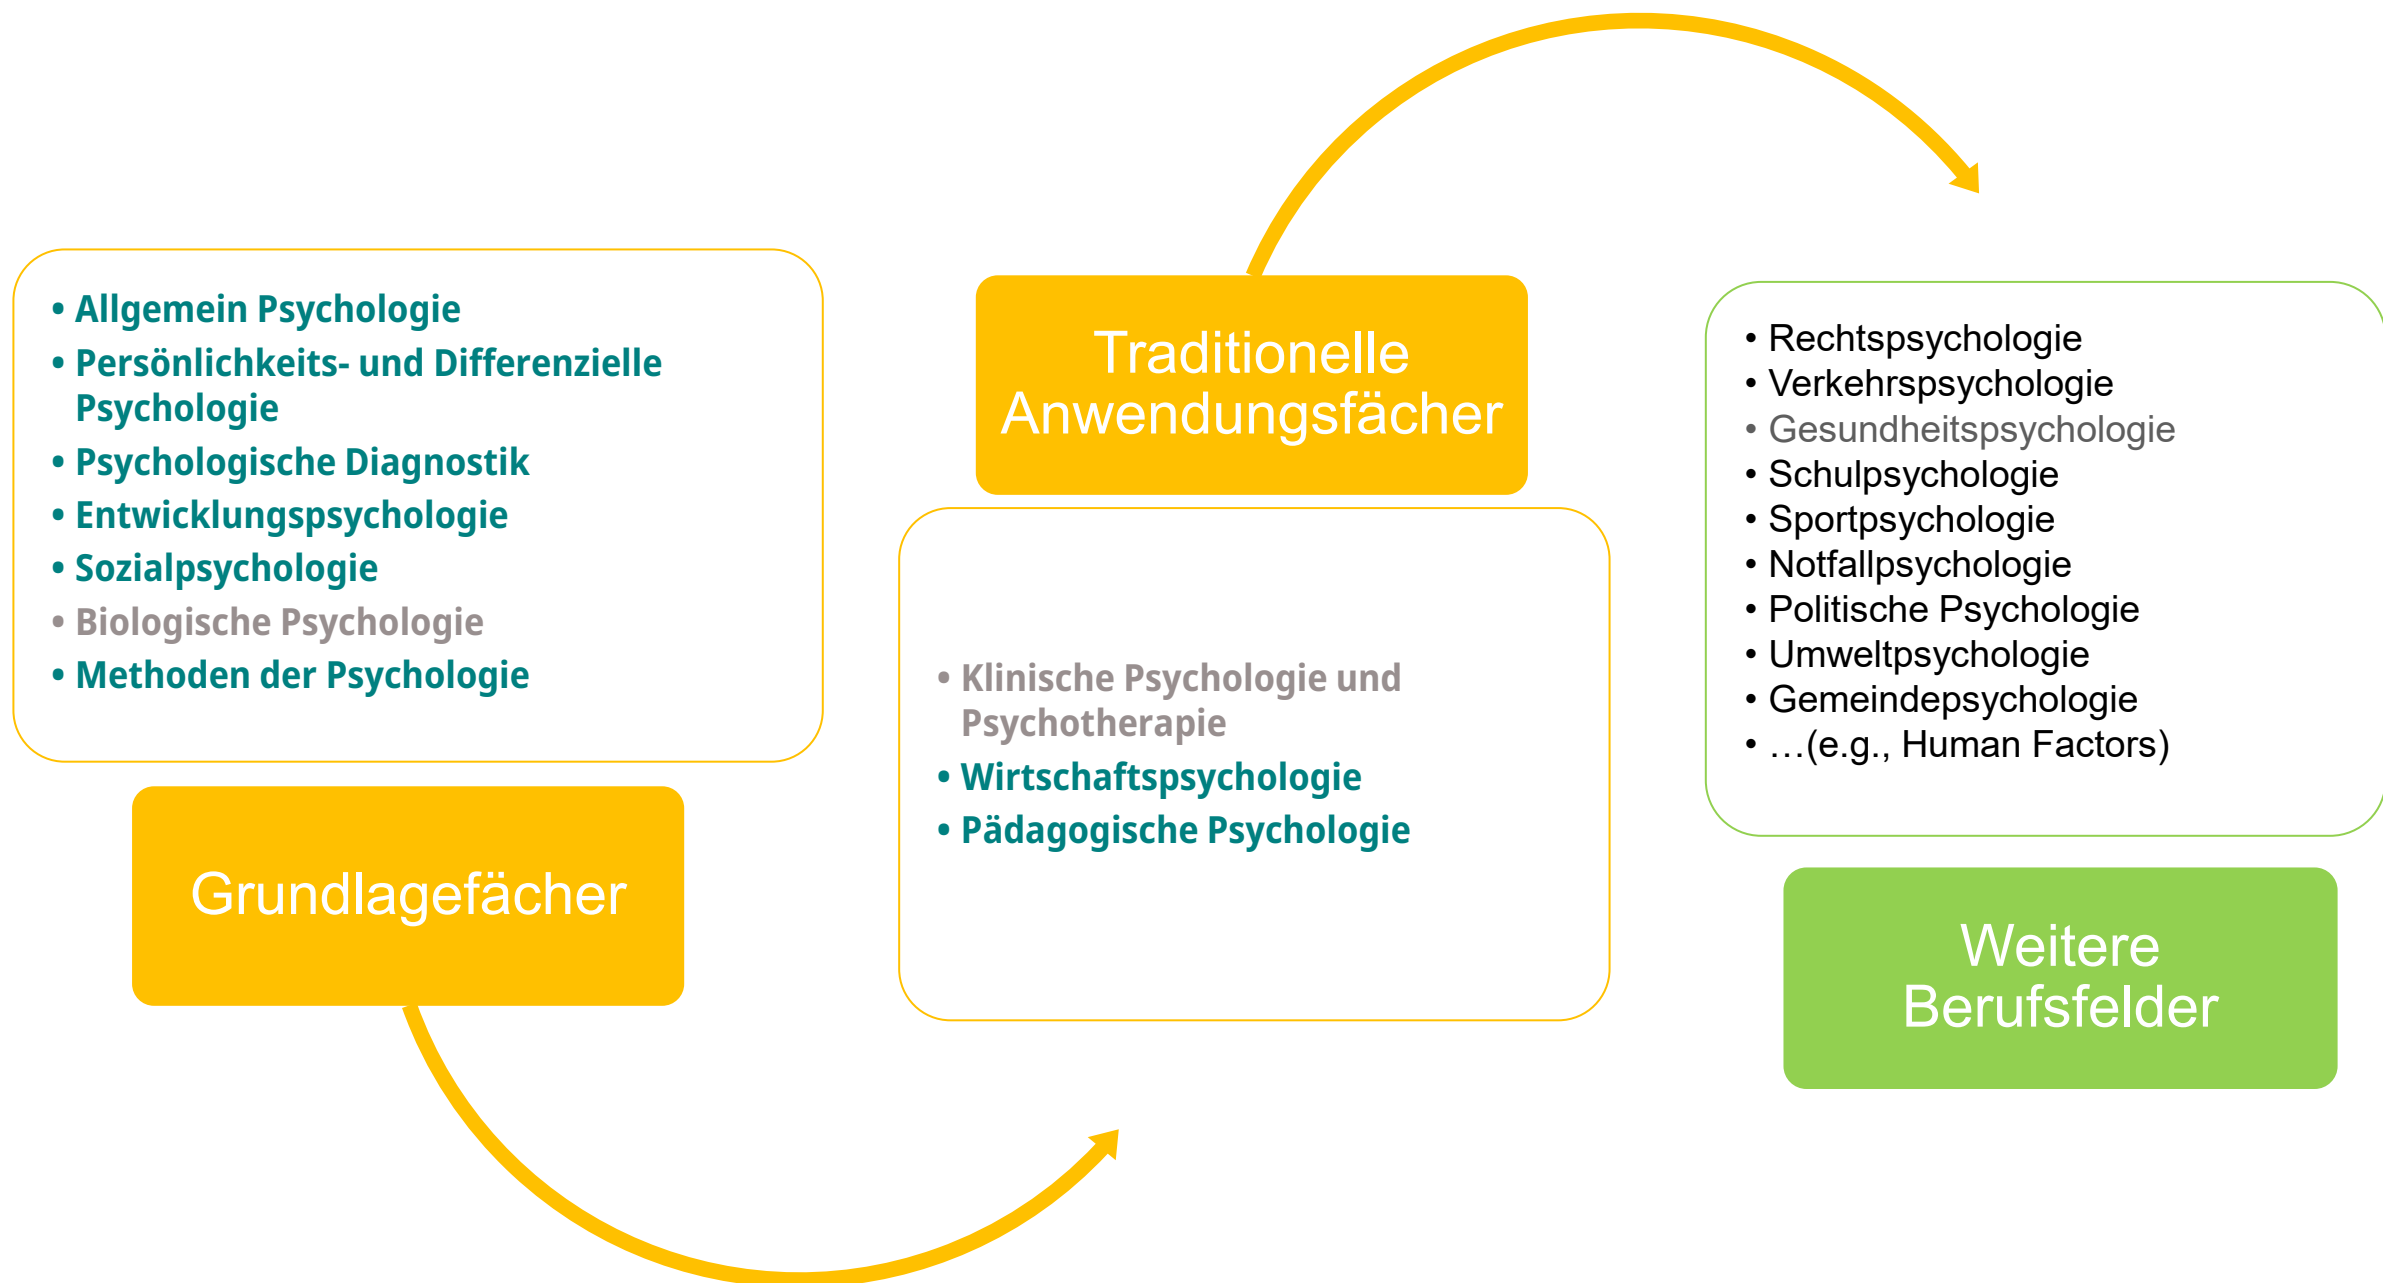 • Allgemein Psychologie
• Persönlichkeits- und Differenzielle
Psychologie
• Psychologische Diagnostik
• Entwicklungspsychologie
• Sozialpsychologie
• Biologische Psychologie
• Methoden der Psychologie
Grundlagefächer
Traditionelle
Anwendungsfächer
• Klinische Psychologie und
Psychotherapie
• Wirtschaftspsychologie
• Pädagogische Psychologie
• Rechtspsychologie
• Verkehrspsychologie
• Gesundheitspsychologie
• Schulpsychologie
• Sportpsychologie
• Notfallpsychologie
• Politische Psychologie
• Umweltpsychologie
• Gemeindepsychologie
• …(e.g., Human Factors)
Weitere
Berufsfelder